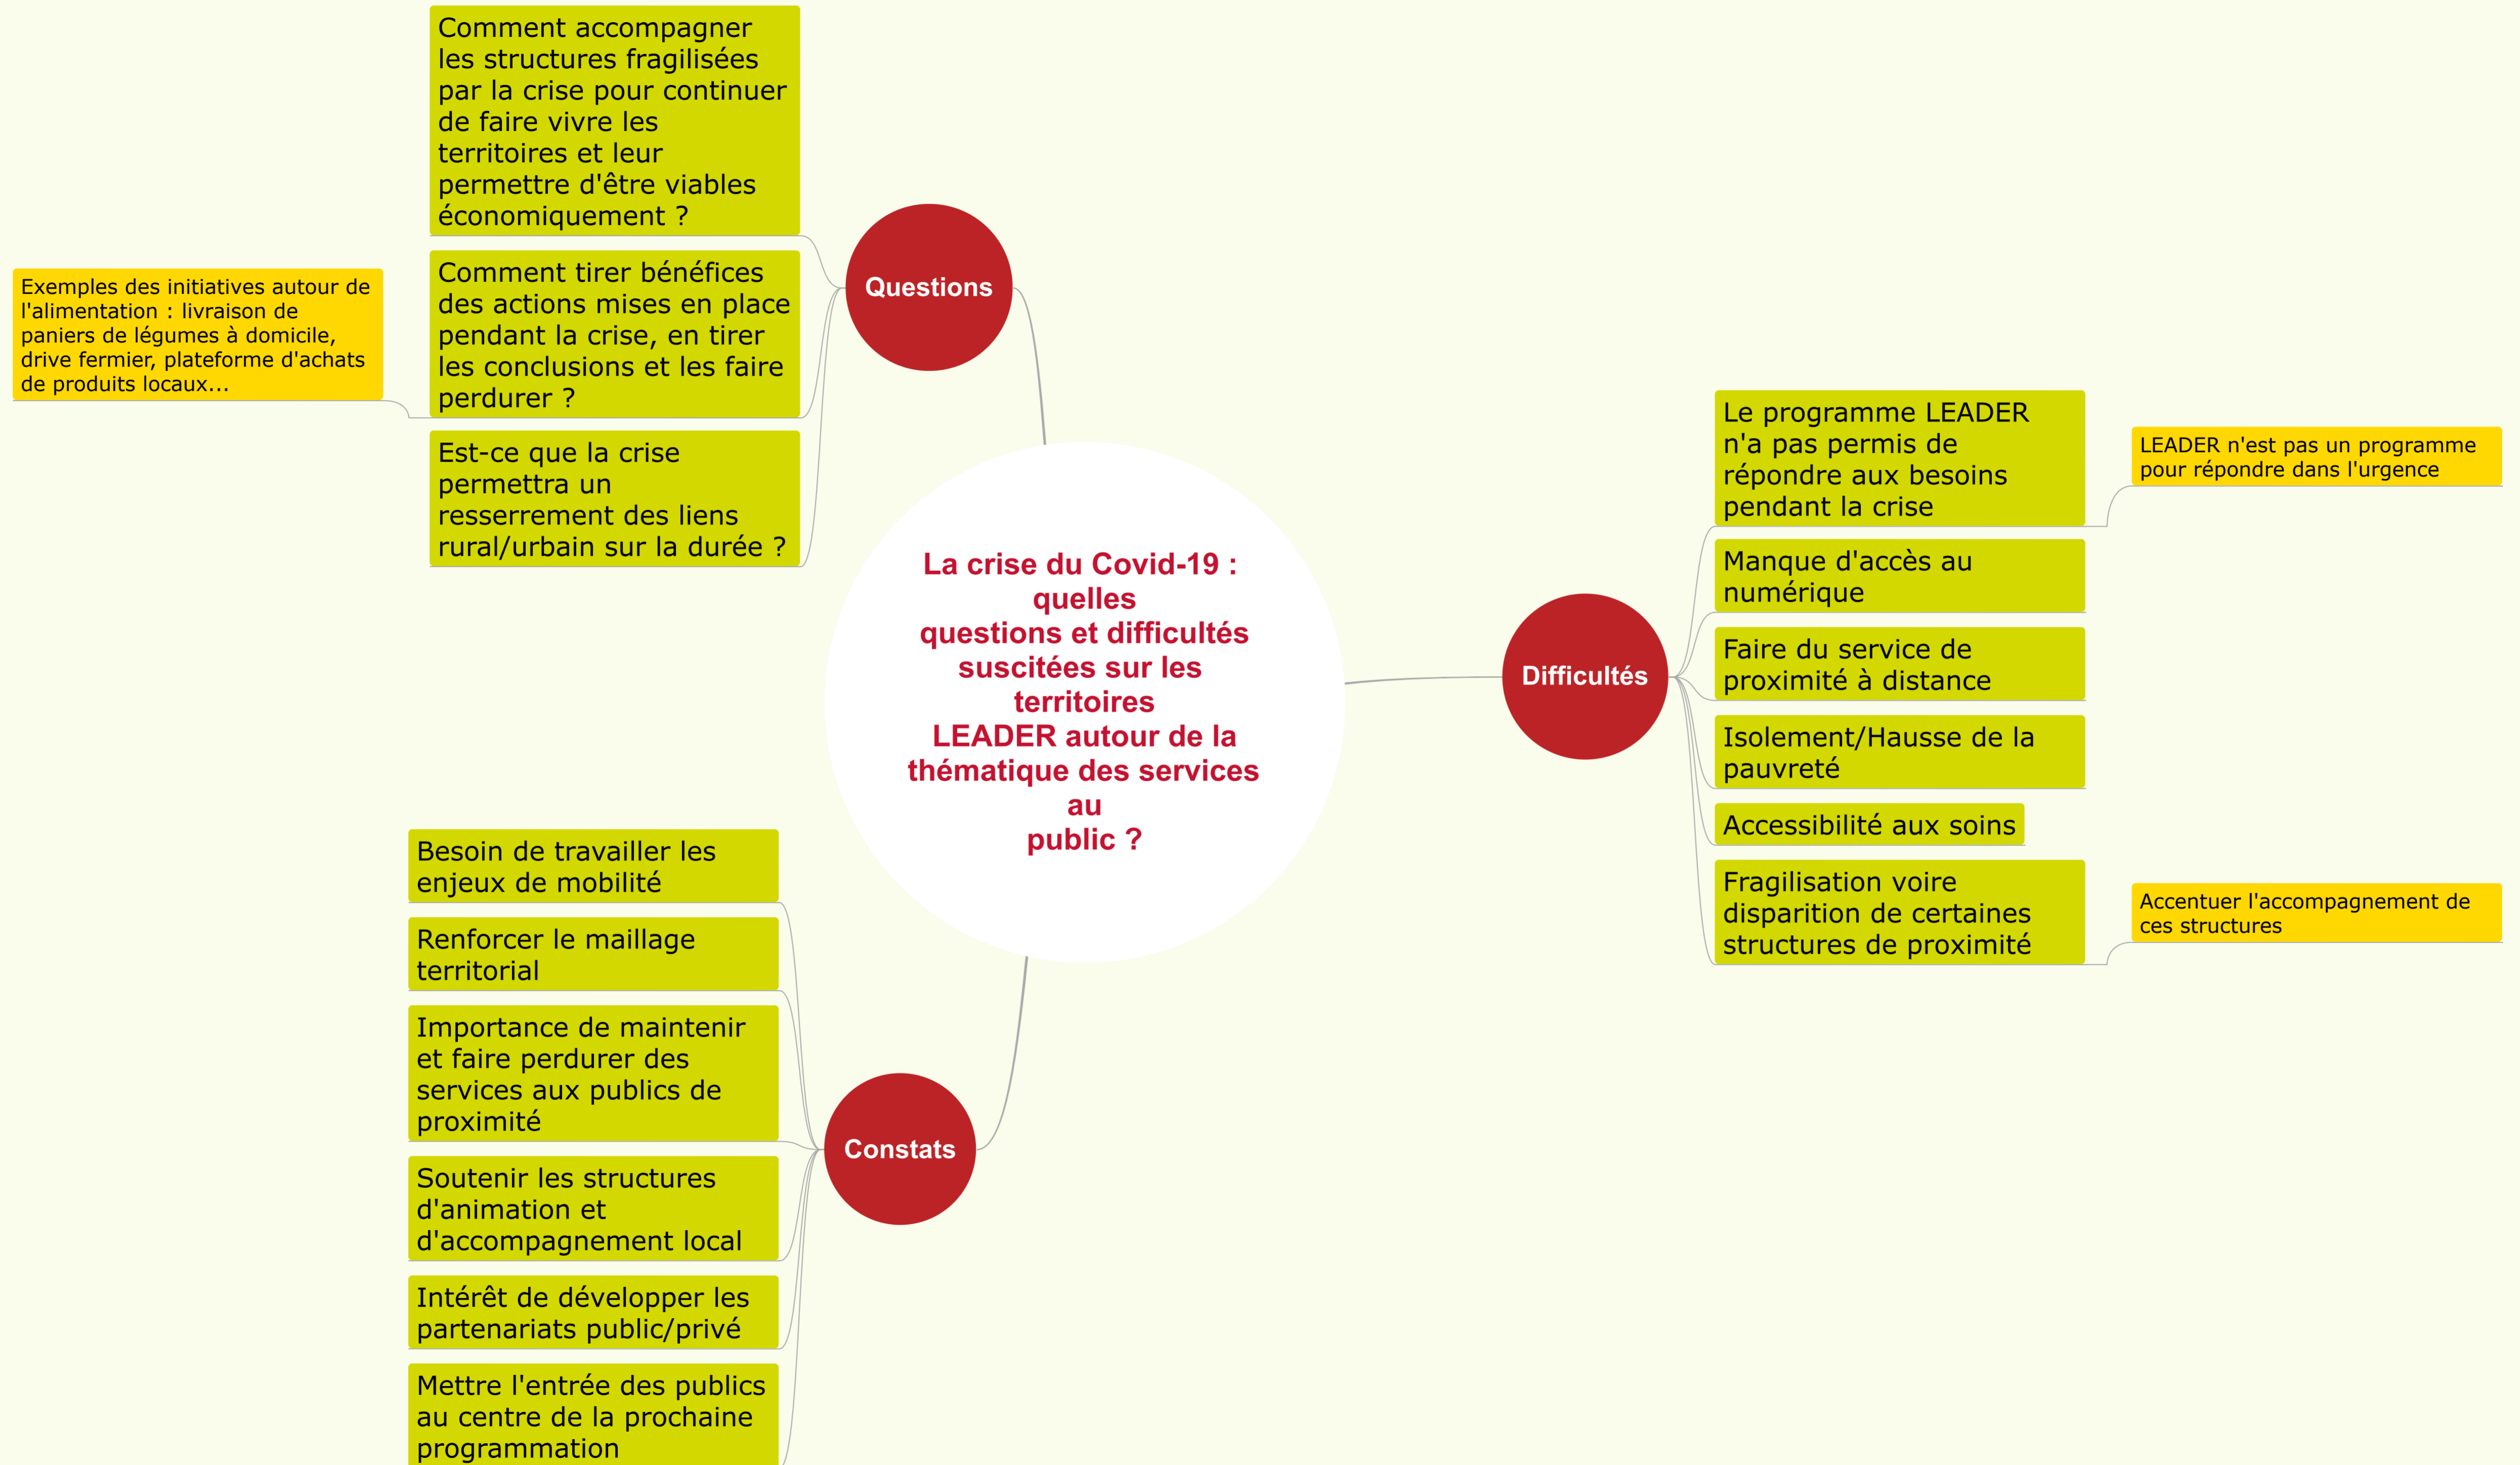 La crise du Covid-19 :
quelles
questions et difficultés
suscitées sur les
territoires
LEADER autour de la
thématique des services
au
public ?
Questions
Comment accompagner
les structures fragilisées
par la crise pour continuer
de faire vivre les
territoires et leur
permettre d'être viables
économiquement ?
Comment tirer bénéfices
des actions mises en place
pendant la crise, en tirer
les conclusions et les faire
perdurer ?
Exemples des initiatives autour de
l'alimentation : livraison de
paniers de légumes à domicile,
drive fermier, plateforme d'achats
de produits locaux...
Est-ce que la crise
permettra un
resserrement des liens
rural/urbain sur la durée ?
Difficultés
Le programme LEADER
n'a pas permis de
répondre aux besoins
pendant la crise
LEADER n'est pas un programme
pour répondre dans l'urgence
Manque d'accès au
numérique
Faire du service de
proximité à distance
Isolement/Hausse de la
pauvreté
Accessibilité aux soins
Fragilisation voire
disparition de certaines
structures de proximité
Accentuer l'accompagnement de
ces structures
Constats
Besoin de travailler les
enjeux de mobilité
Renforcer le maillage
territorial
Importance de maintenir
et faire perdurer des
services aux publics de
proximité
Soutenir les structures
d'animation et
d'accompagnement local
Intérêt de développer les
partenariats public/privé
Mettre l'entrée des publics
au centre de la prochaine
programmation